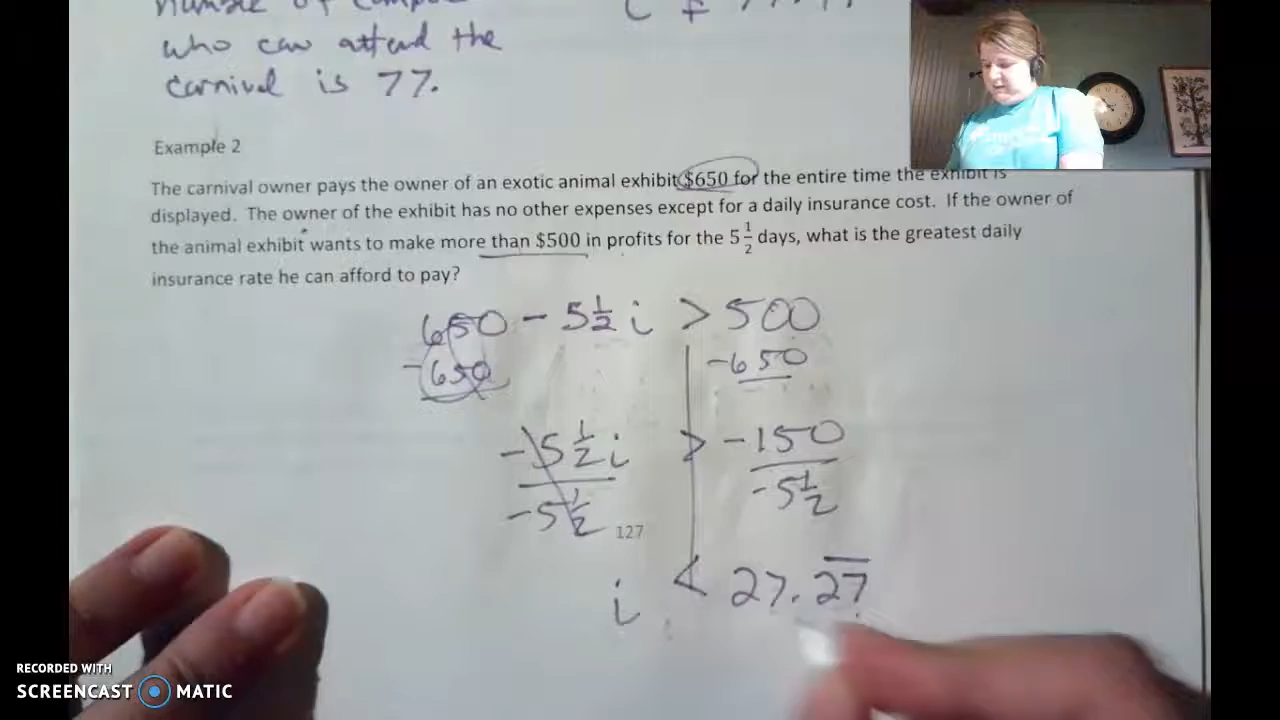 who can attend the
carnival is 77.
Example 2
The carnival owner pays the owner of an exotic animal exhibit $650 for the entire time the exhibit is
displayed. The owner of the exhibit has no other expenses except for a daily insurance cost. If the owner of
the animal exhibit wants to make more than $500 in profits for the 5 1/2 days, what is the greatest daily
insurance rate he can afford to pay?
650 - 5 1/2 i > 500
-650 -650
-5 1/2 i > -150
-5 1/2 -5 1/2
127
i < 27.2̅7̅
RECORDED WITH
SCREENCAST MATIC